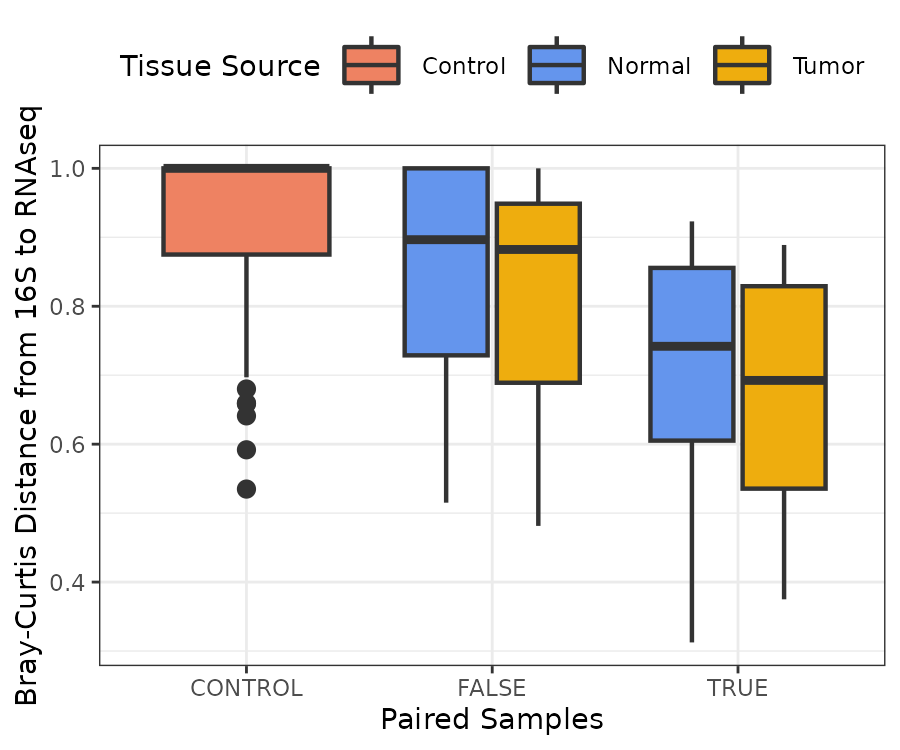 Tissue Source Control Normal Tumor
Bray-Curtis Distance from 16S to RNAseq
1.0
0.8
0.6
0.4
CONTROL FALSE TRUE
Paired Samples